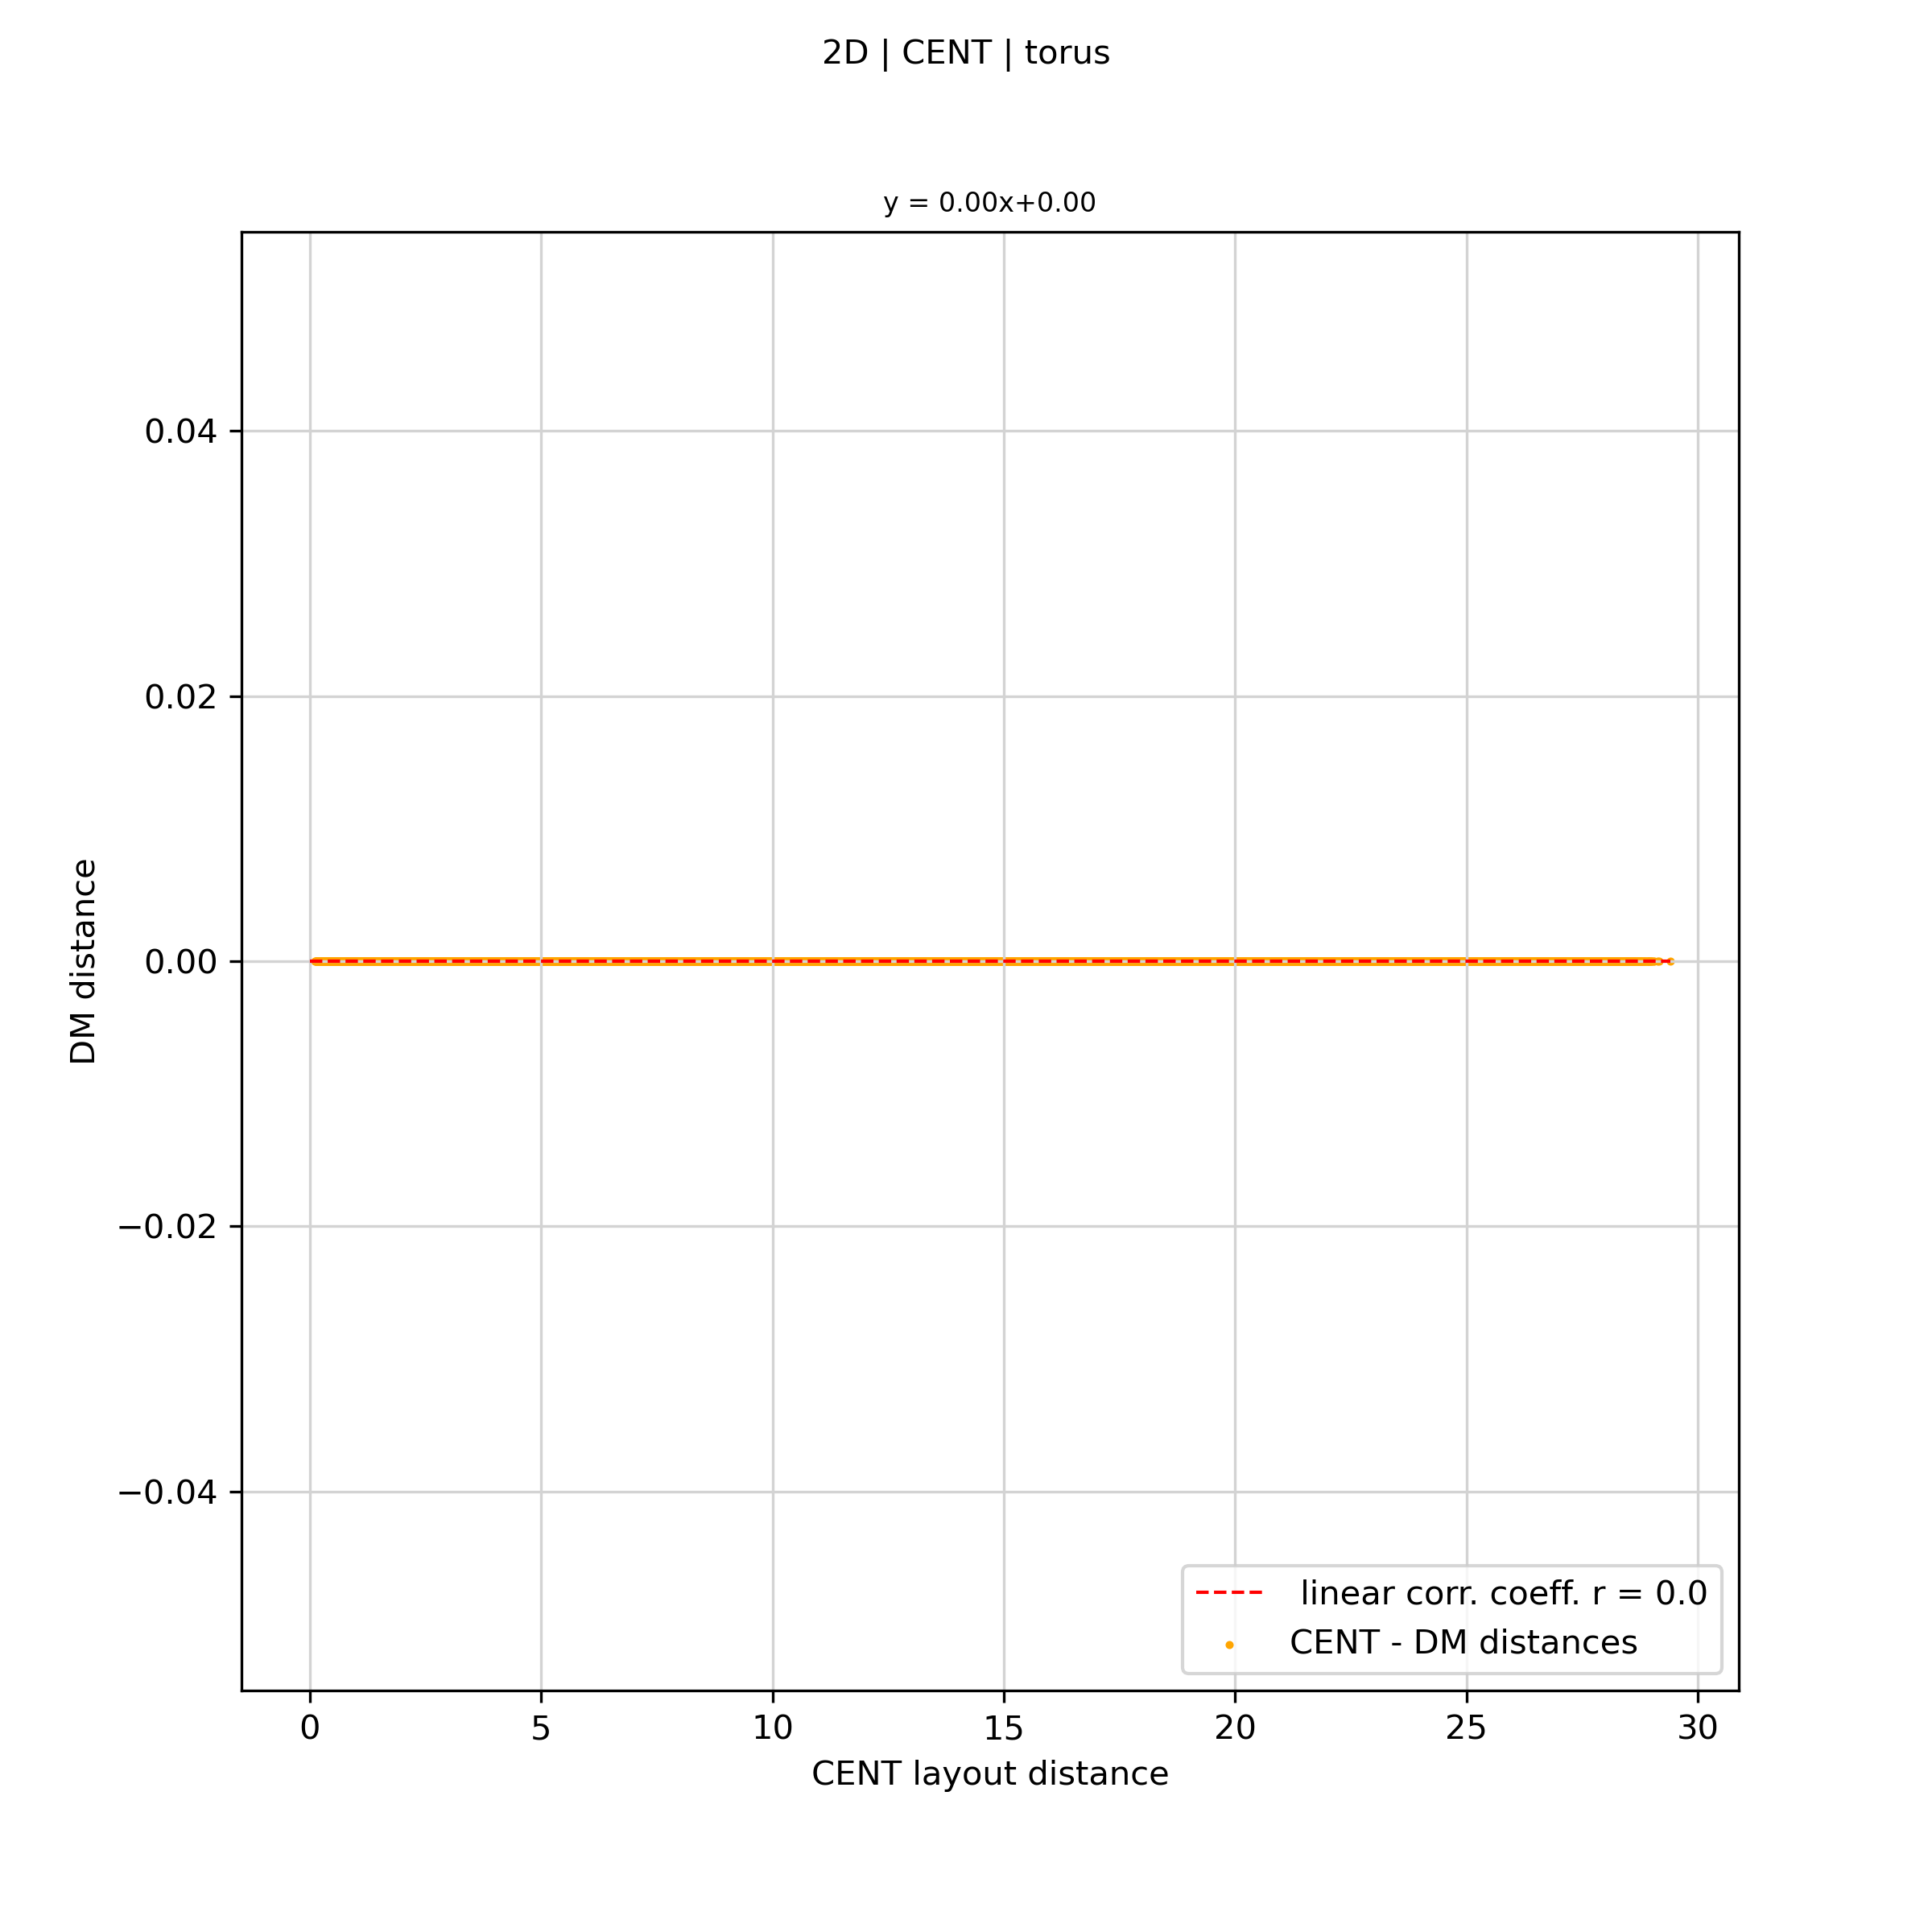 2D | CENT | torus
y = 0.00x+0.00
0.04
0.02
0.00
−0.02
−0.04
DM distance
linear corr. coeff. r = 0.0
CENT - DM distances
0 5 10 15 20 25 30
CENT layout distance